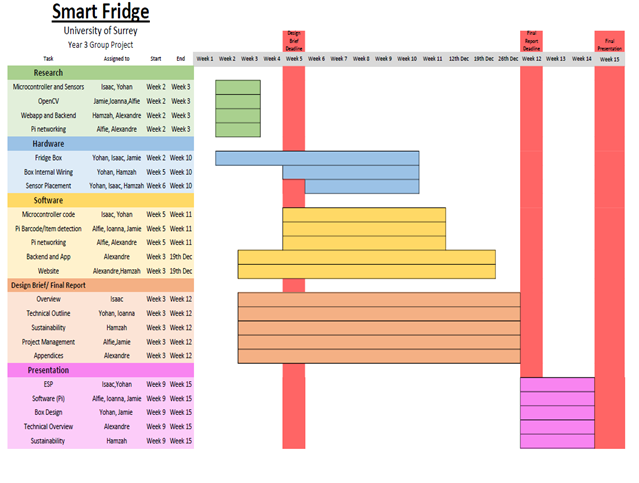 Smart Fridge
University of Surrey
Year 3 Group Project
Design Brief Deadline
Final Report Deadline
Final Presentation
Task Assigned to Start End Week 1 Week 2 Week 3 Week 4 Week 5 Week 6 Week 7 Week 8 Week 9 Week 10 Week 11 12th Dec 19th Dec 26th Dec Week 12 Week 13 Week 14 Week 15
Research
Microcontroller and Sensors Isaac, Yohan Week 2 Week 3
OpenCV Jamie,Ioanna,Alfie Week 2 Week 3
Webapp and Backend Hamzah, Alexandre Week 2 Week 3
Pi networking Alfie, Alexandre Week 2 Week 3
Hardware
Fridge Box Yohan, Isaac, Jamie Week 2 Week 10
Box Internal Wiring Yohan, Hamzah Week 5 Week 10
Sensor Placement Yohan, Isaac, Hamzah Week 6 Week 10
Software
Microcontroller code Isaac, Yohan Week 5 Week 11
Pi Barcode/Item detection Alfie, Ioanna, Jamie Week 5 Week 11
Pi networking Alfie, Alexandre Week 5 Week 11
Backend and App Alexandre Week 3 19th Dec
Website Alexandre,Hamzah Week 3 19th Dec
Design Brief/ Final Report
Overview Isaac Week 3 Week 12
Technical Outline Yohan, Ioanna Week 3 Week 12
Sustainability Hamzah Week 3 Week 12
Project Management Alfie,Jamie Week 3 Week 12
Appendices Alexandre Week 3 Week 12
Presentation
ESP Isaac,Yohan Week 9 Week 15
Software (Pi) Alfie, Ioanna, Jamie Week 9 Week 15
Box Design Yohan, Jamie Week 9 Week 15
Technical Overview Alexandre Week 9 Week 15
Sustainability Hamzah Week 9 Week 15